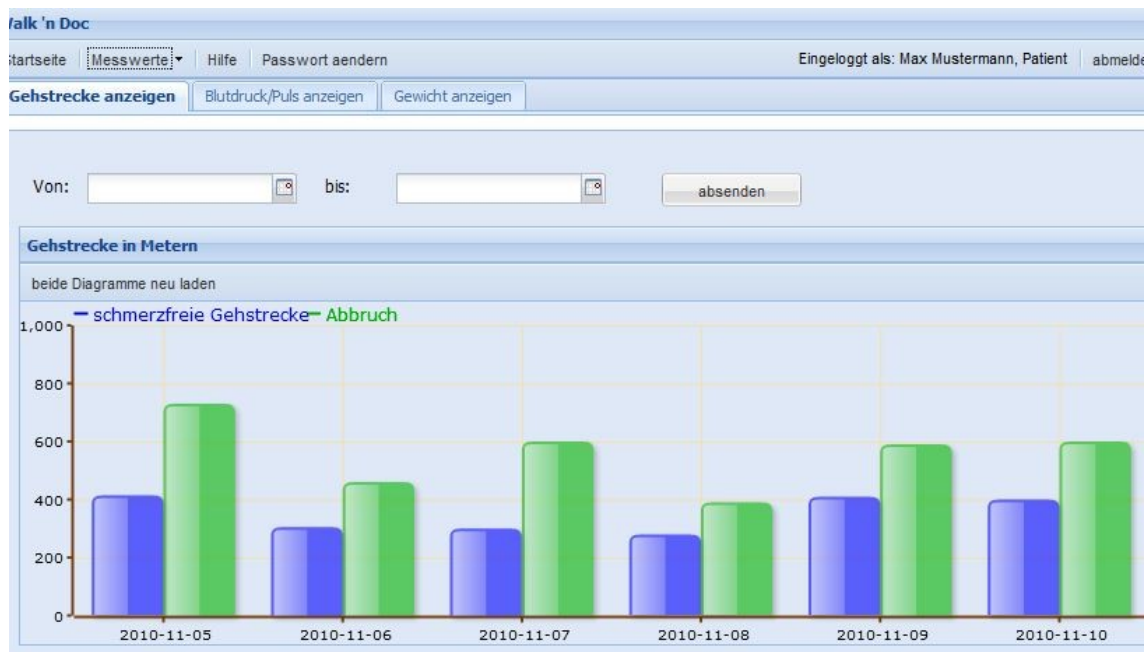 Walk 'n Doc
Startseite Messwerte Hilfe Passwort aendern Eingeloggt als: Max Mustermann, Patient abmelde
Gehstrecke anzeigen Blutdruck/Puls anzeigen Gewicht anzeigen
Von: bis: absenden
Gehstrecke in Metern
beide Diagramme neu laden
schmerzfreie Gehstrecke Abbruch
1,000
800
600
400
200
0
2010-11-05 2010-11-06 2010-11-07 2010-11-08 2010-11-09 2010-11-10